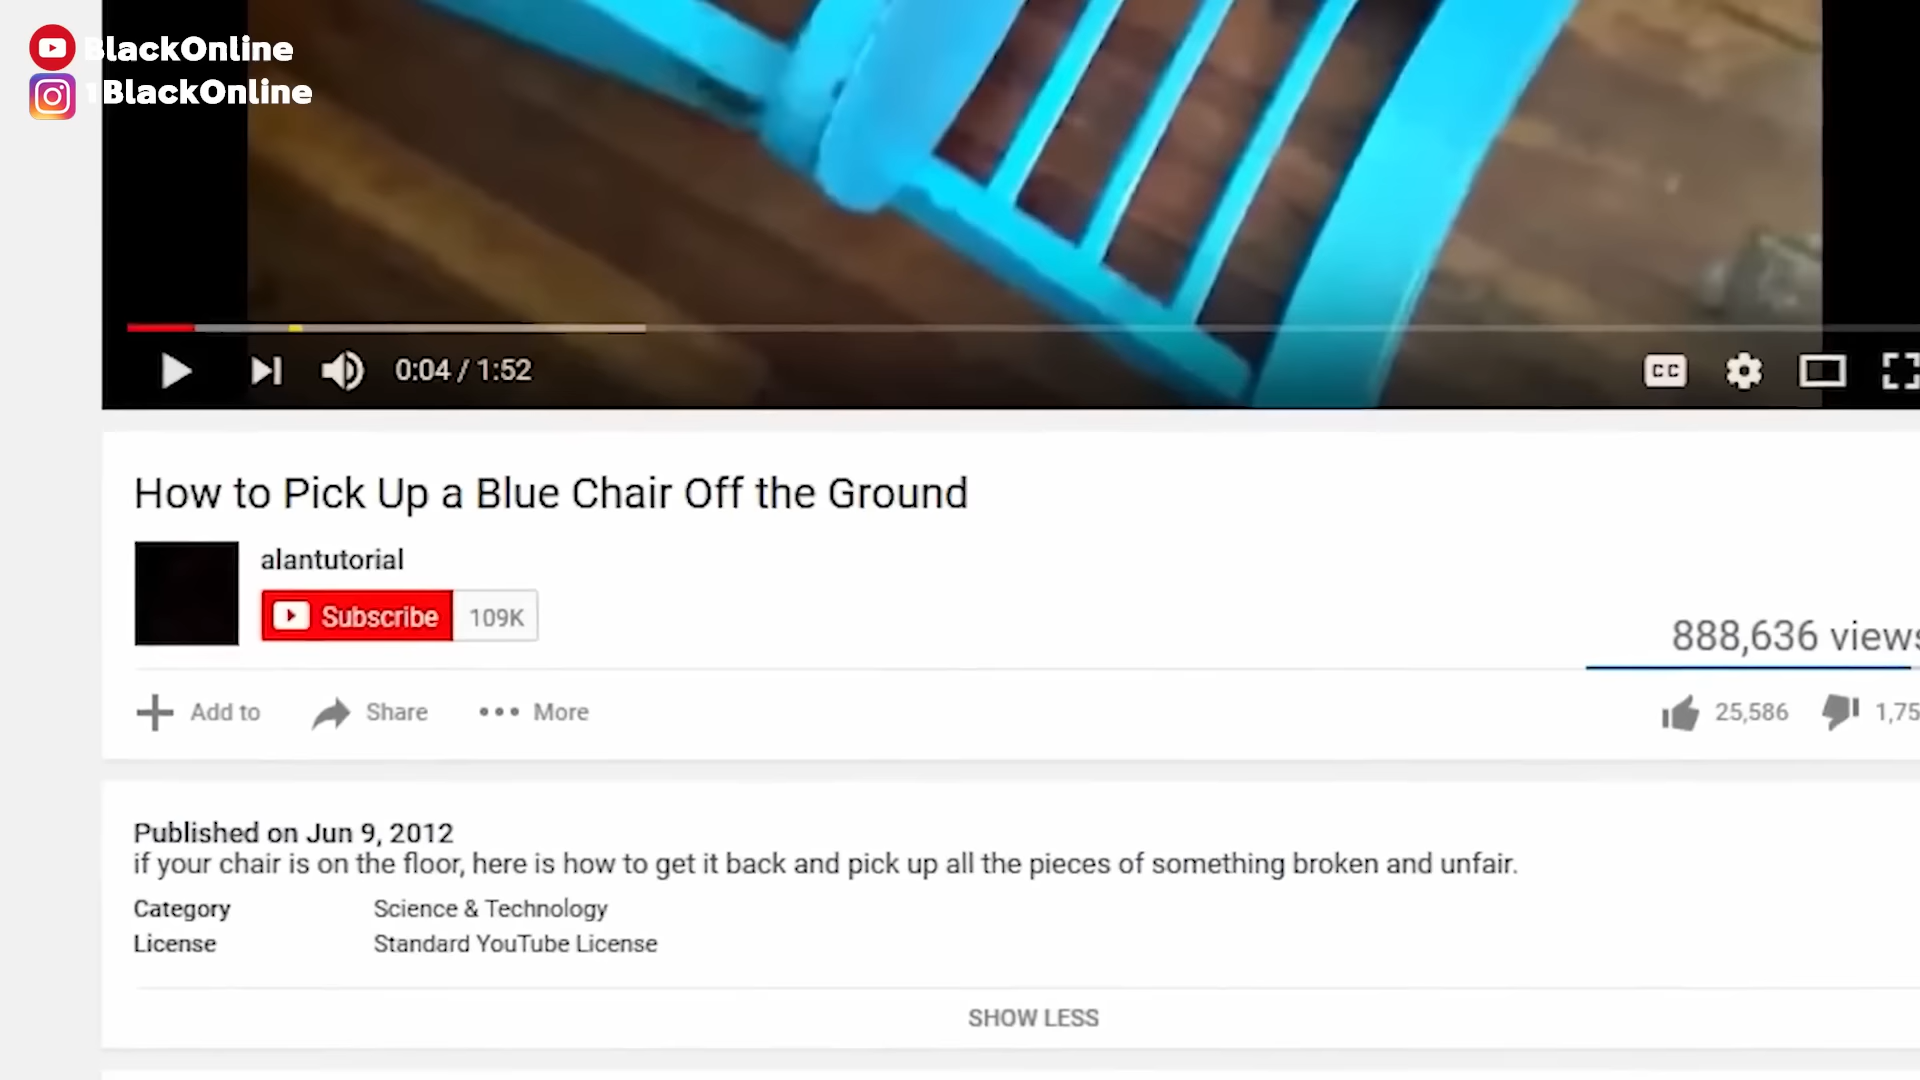 BlackOnline
1BlackOnline
0:04 / 1:52
CC
How to Pick Up a Blue Chair Off the Ground
alantutorial
Subscribe 109K
888,636 views
Add to Share More 25,586 1,75
Published on Jun 9, 2012
if your chair is on the floor, here is how to get it back and pick up all the pieces of something broken and unfair.
Category Science & Technology
License Standard YouTube License
SHOW LESS